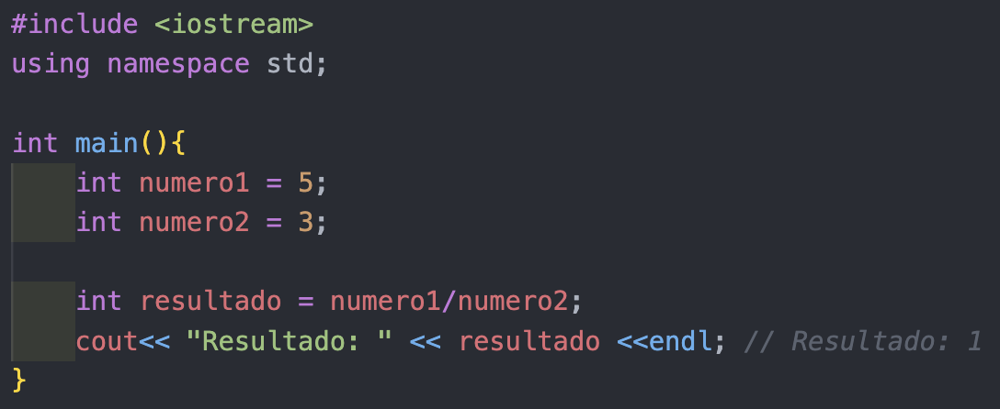 #include <iostream>
using namespace std;

int main(){
    int numero1 = 5;
    int numero2 = 3;

    int resultado = numero1/numero2;
    cout<< "Resultado: " << resultado <<endl; // Resultado: 1
}